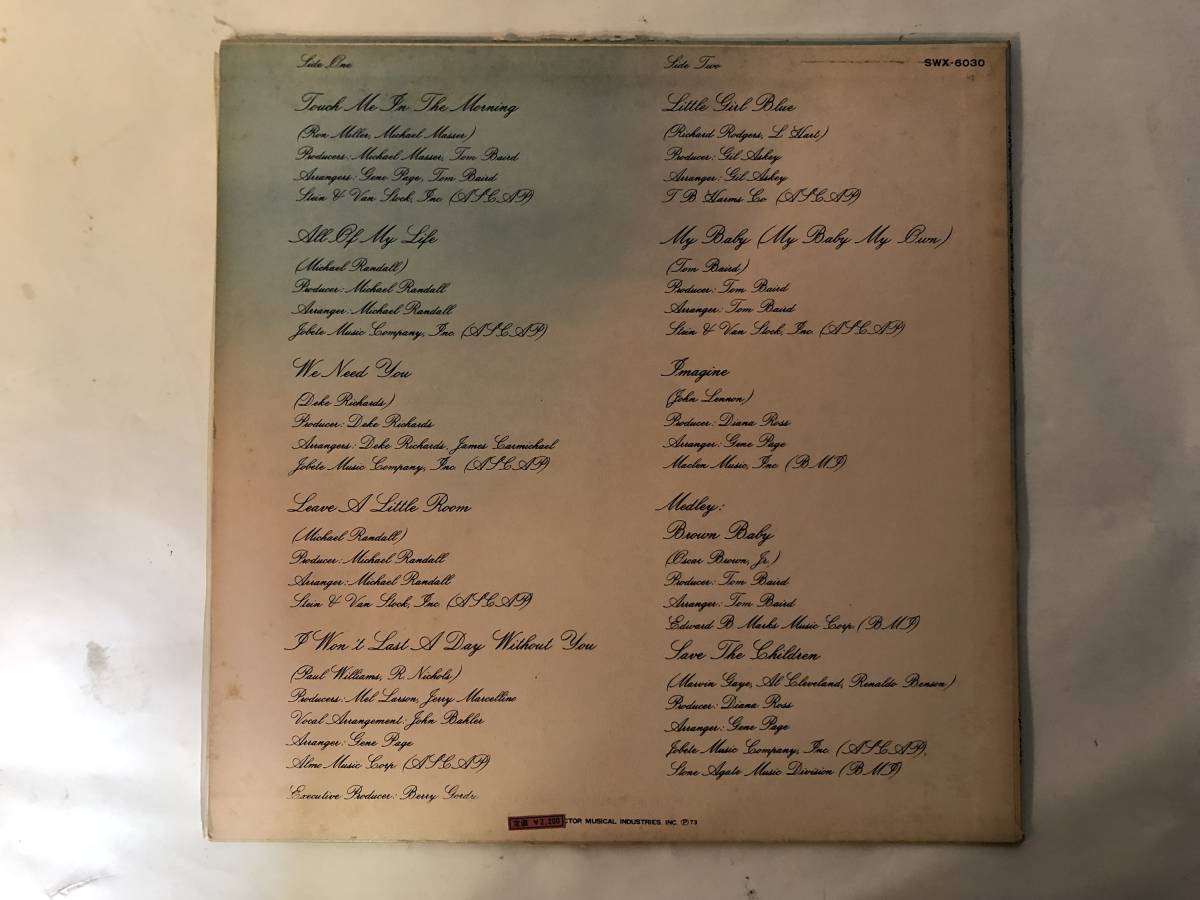 Side One
Touch Me In The Morning
(Ron Miller, Michael Masser)
Producers: Michael Masser, Tom Baird
Arrangers: Gene Page, Tom Baird
Stein & Van Stock, Inc. (ASCAP)
All Of My Life
(Michael Randall)
Producer: Michael Randall
Arranger: Michael Randall
Jobete Music Company, Inc. (ASCAP)
We Need You
(Deke Richards)
Producer: Deke Richards
Arrangers: Deke Richards, James Carmichael
Jobete Music Company, Inc. (ASCAP)
Leave A Little Room
(Michael Randall)
Producer: Michael Randall
Arranger: Michael Randall
Stein & Van Stock, Inc. (ASCAP)
I Won't Last A Day Without You
(Paul Williams, R. Nichols)
Producers: Mel Larson, Jerry Marcellino
Vocal Arrangement: John Bahler
Arranger: Gene Page
Almo Music Corp. (ASCAP)
Executive Producer: Berry Gordy
Side Two
SWX-6030
Little Girl Blue
(Richard Rodgers, L. Hart)
Producer: Gil Askey
Arranger: Gil Askey
T B Harms Co (ASCAP)
My Baby (My Baby My Own)
(Tom Baird)
Producer: Tom Baird
Arranger: Tom Baird
Stein & Van Stock, Inc. (ASCAP)
Imagine
(John Lennon)
Producer: Diana Ross
Arranger: Gene Page
Maclen Music, Inc. (BMI)
Medley:
Brown Baby
(Oscar Brown, Jr.)
Producer: Tom Baird
Arranger: Tom Baird
Edward B Marks Music Corp (BMI)
Save The Children
(Marvin Gaye, Al Cleveland, Renaldo Benson)
Producer: Diana Ross
Arranger: Gene Page
Jobete Music Company, Inc. (ASCAP),
Stone Agate Music Division (BMI)
定価 ¥2,200
CTOR MUSICAL INDUSTRIES, INC. Ⓟ73